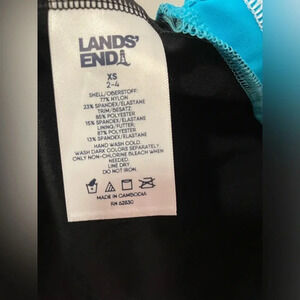 LANDS'
END
XS
2-4
SHELL/OBERSTOFF:
77% NYLON
23% SPANDEX/ELASTANE
TRIM/BESATZ:
85% POLYESTER
15% SPANDEX/ELASTANE
LINING/FUTTER:
87% POLYESTER
13% SPANDEX/ELASTANE
HAND WASH COLD.
WASH DARK COLORS SEPARATELY.
ONLY NON-CHLORINE BLEACH WHEN
NEEDED.
LINE DRY.
DO NOT IRON.
MADE IN CAMBODIA
RN 62830